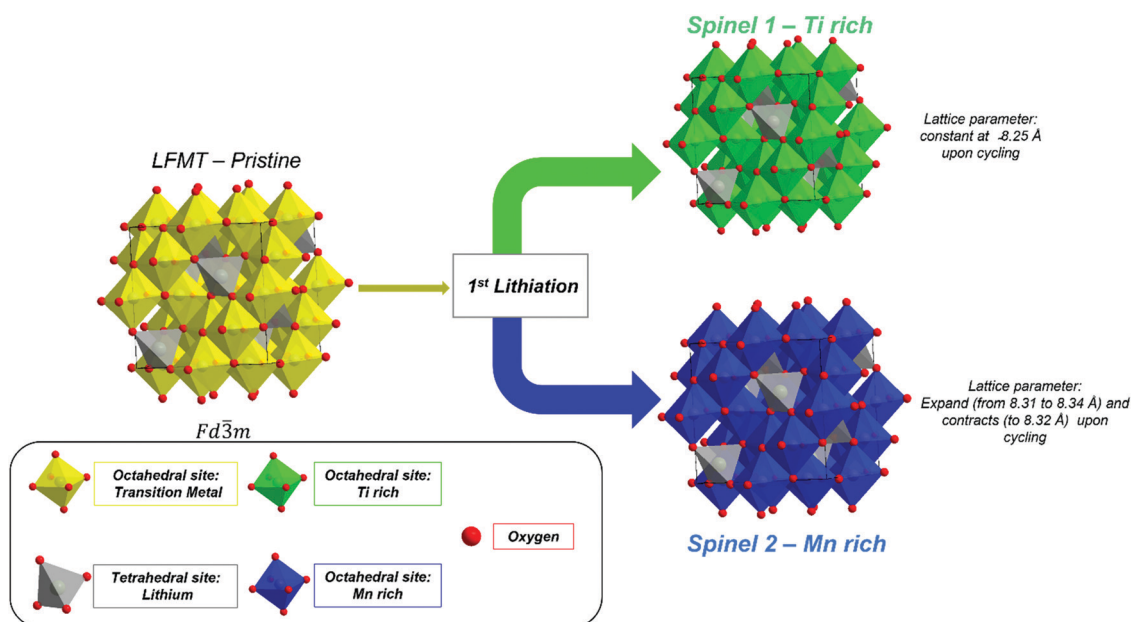 Spinel 1 – Ti rich
Lattice parameter:
constant at -8.25 Å
upon cycling
LFMT – Pristine
1st Lithiation
Lattice parameter:
Expand (from 8.31 to 8.34 Å) and
contracts (to 8.32 Å) upon
cycling
Fd3̅m
Spinel 2 – Mn rich
Octahedral site:
Transition Metal
Octahedral site:
Ti rich
Oxygen
Tetrahedral site:
Lithium
Octahedral site:
Mn rich